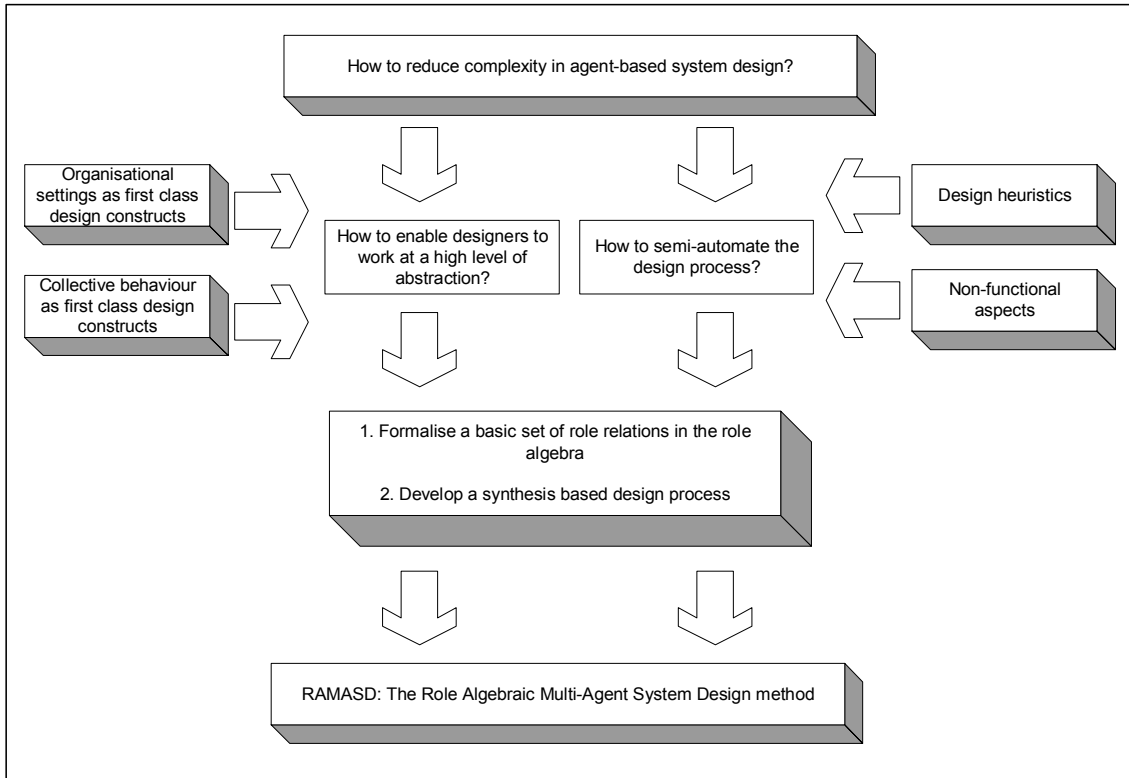 How to reduce complexity in agent-based system design?
Organisational
settings as first class
design constructs
Design heuristics
How to enable designers to
work at a high level of
abstraction?
How to semi-automate the
design process?
Collective behaviour
as first class design
constructs
Non-functional
aspects
1. Formalise a basic set of role relations in the role
algebra
2. Develop a synthesis based design process
RAMASD: The Role Algebraic Multi-Agent System Design method